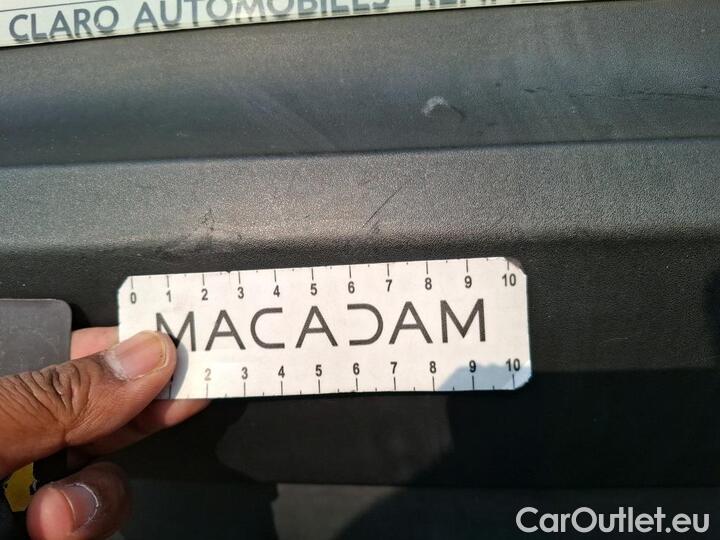 CLARO AUTOMOBILES
0 1 2 3 4 5 6 7 8 9 10
MACADAM
2 3 4 5 6 7 8 9 10
CarOutlet.eu